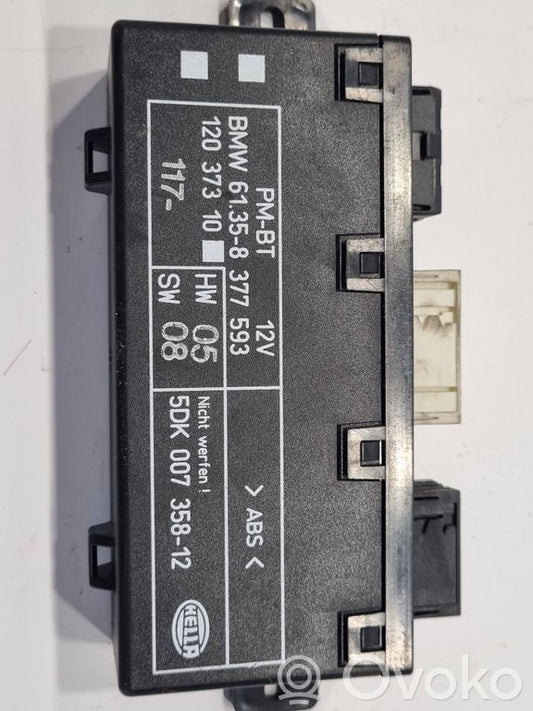 PM-BT 12V
BMW 61.35-8 377 593
120 373 10
117-
HW 05
SW 08
> ABS <
Nicht werfen !
5DK 007 358-12
HELLA
Ovoko